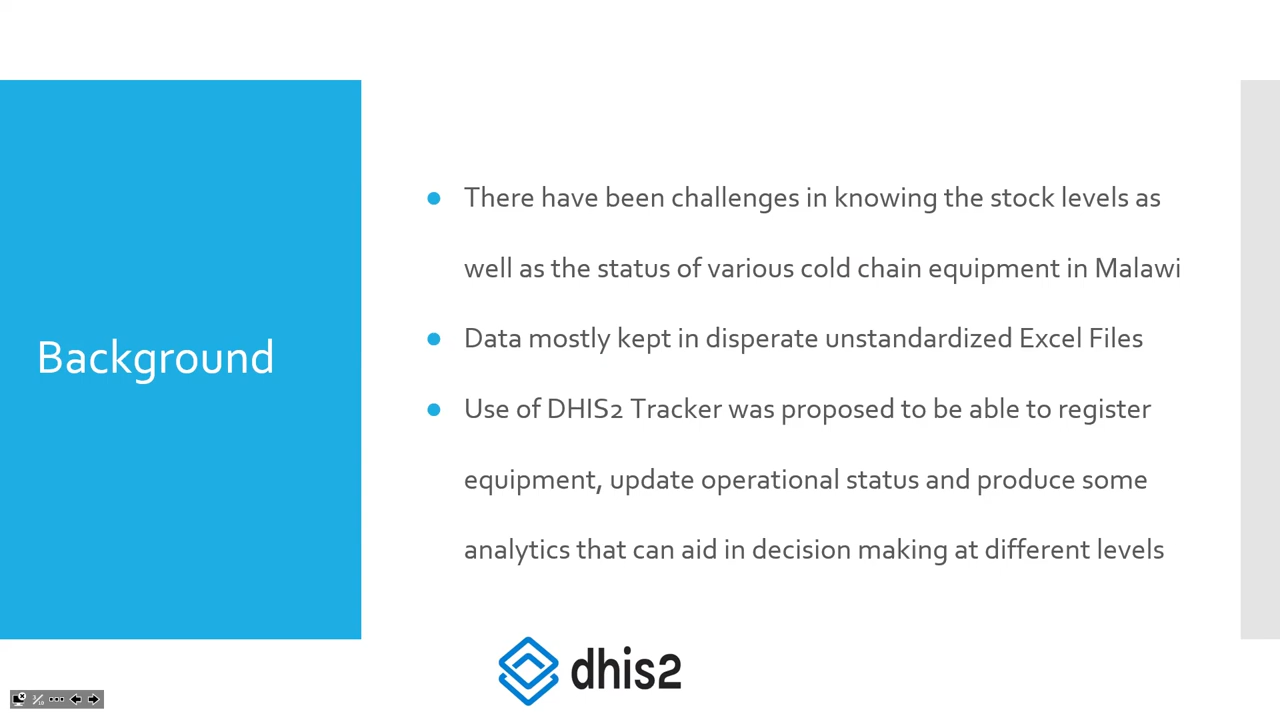 Background
● There have been challenges in knowing the stock levels as
well as the status of various cold chain equipment in Malawi
● Data mostly kept in disperate unstandardized Excel Files
● Use of DHIS2 Tracker was proposed to be able to register
equipment, update operational status and produce some
analytics that can aid in decision making at different levels
dhis2